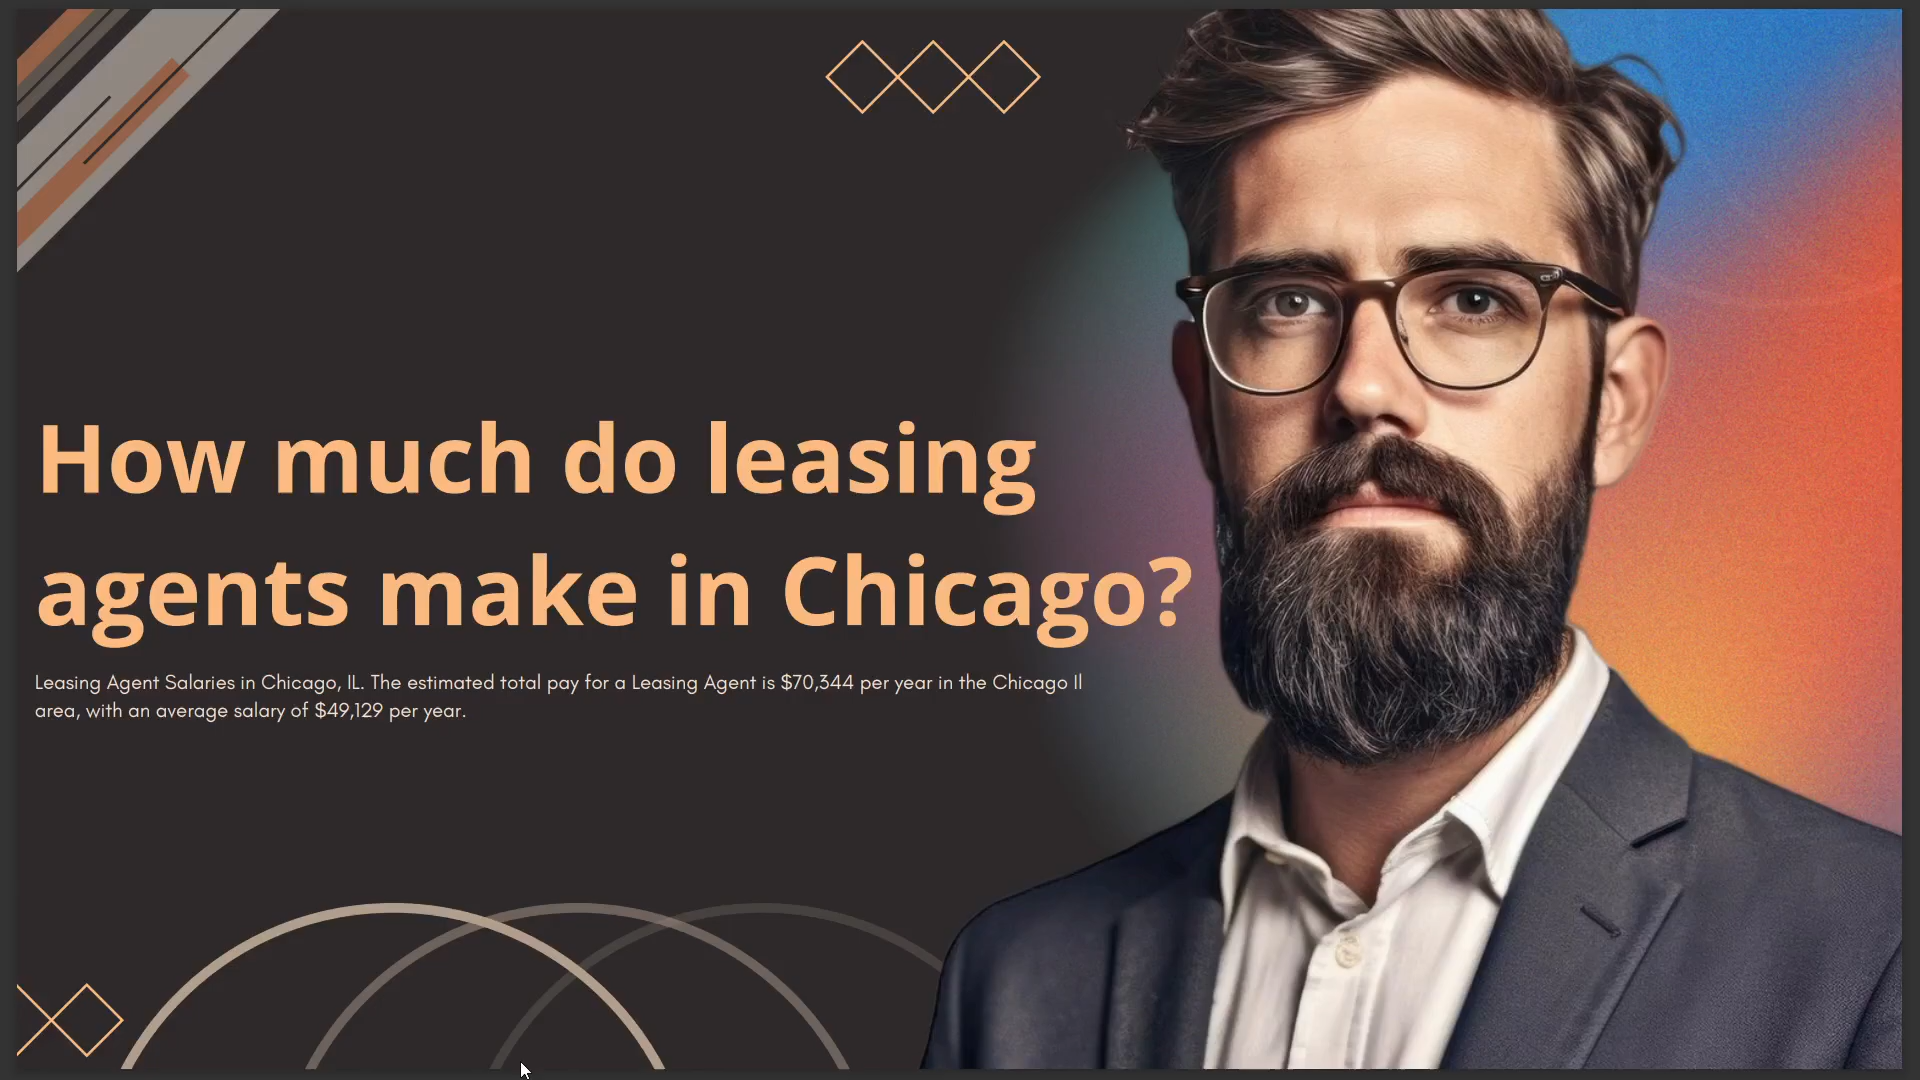 How much do leasing
agents make in Chicago?
Leasing Agent Salaries in Chicago, IL. The estimated total pay for a Leasing Agent is $70,344 per year in the Chicago Il
area, with an average salary of $49,129 per year.